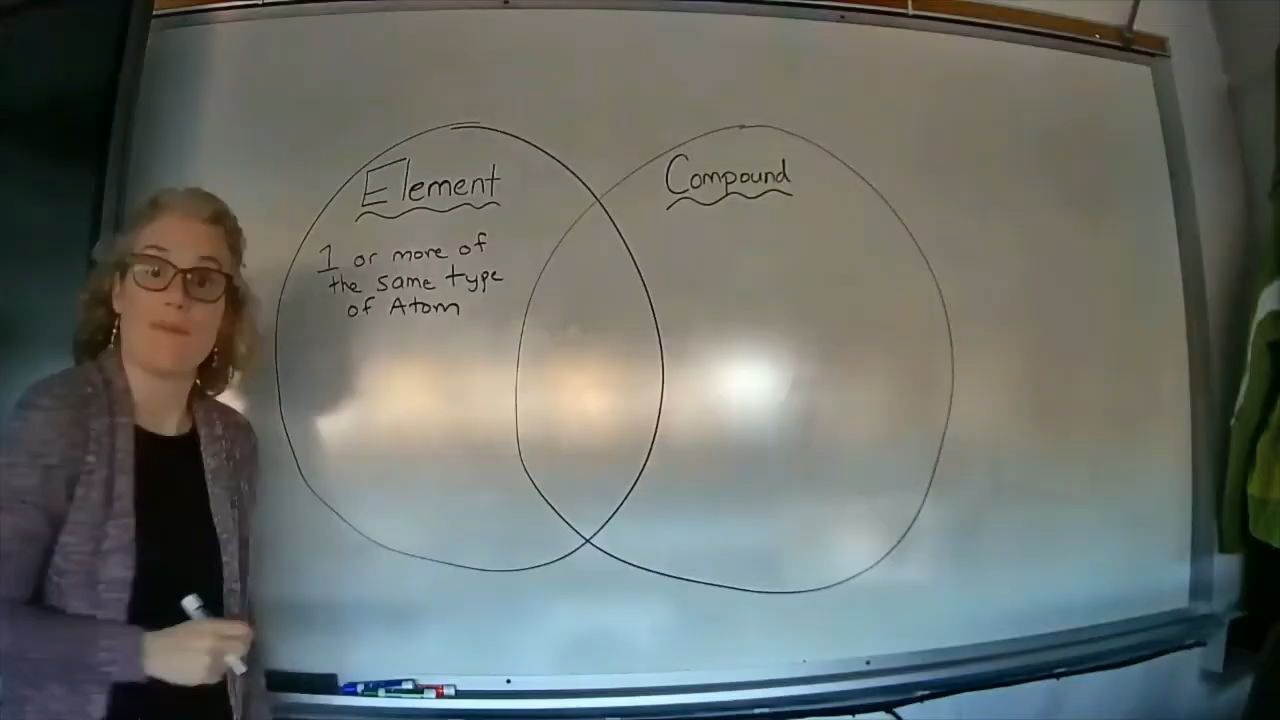 Element
1 or more of
the same type
of Atom
Compound